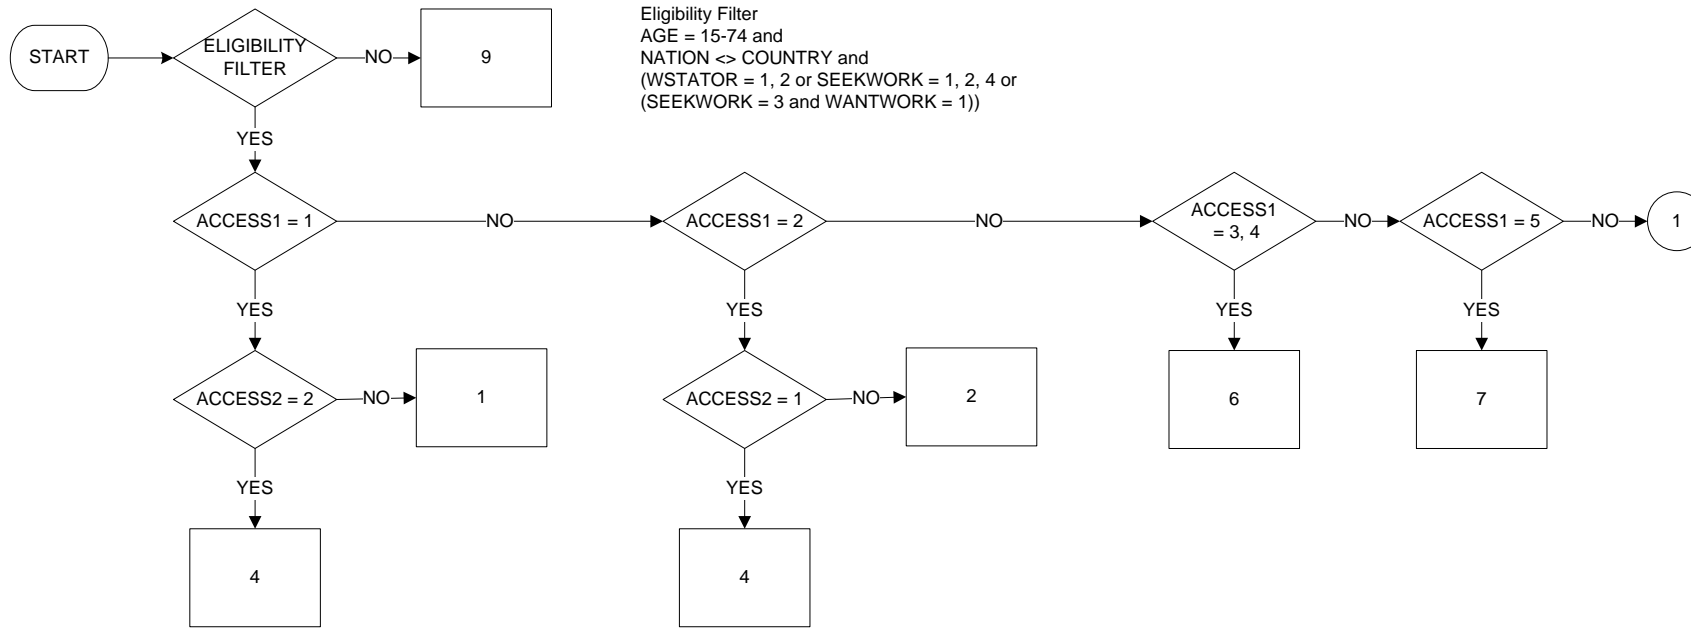 START
ELIGIBILITY
FILTER
NO
9
Eligibility Filter
AGE = 15-74 and
NATION <> COUNTRY and
(WSTATOR = 1, 2 or SEEKWORK = 1, 2, 4 or
(SEEKWORK = 3 and WANTWORK = 1))
YES
ACCESS1 = 1
NO
ACCESS1 = 2
NO
ACCESS1
= 3, 4
NO
ACCESS1 = 5
NO
1
YES
YES
YES
YES
ACCESS2 = 2
NO
1
ACCESS2 = 1
NO
2
6
7
YES
YES
4
4